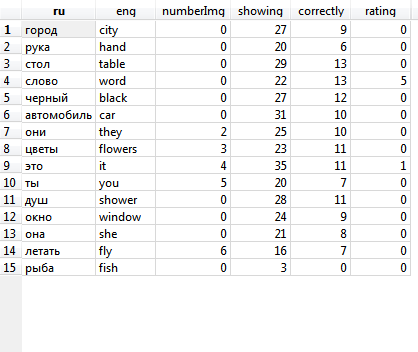 ru eng numberImg showing correctly rating
1 город city 0 27 9 0
2 рука hand 0 20 6 0
3 стол table 0 29 13 0
4 слово word 0 22 13 5
5 черный black 0 27 12 0
6 автомобиль car 0 31 10 0
7 они they 2 25 10 0
8 цветы flowers 3 23 11 0
9 это it 4 35 11 1
10 ты you 5 20 7 0
11 душ shower 0 28 11 0
12 окно window 0 24 9 0
13 она she 0 21 8 0
14 летать fly 6 16 7 0
15 рыба fish 0 3 0 0